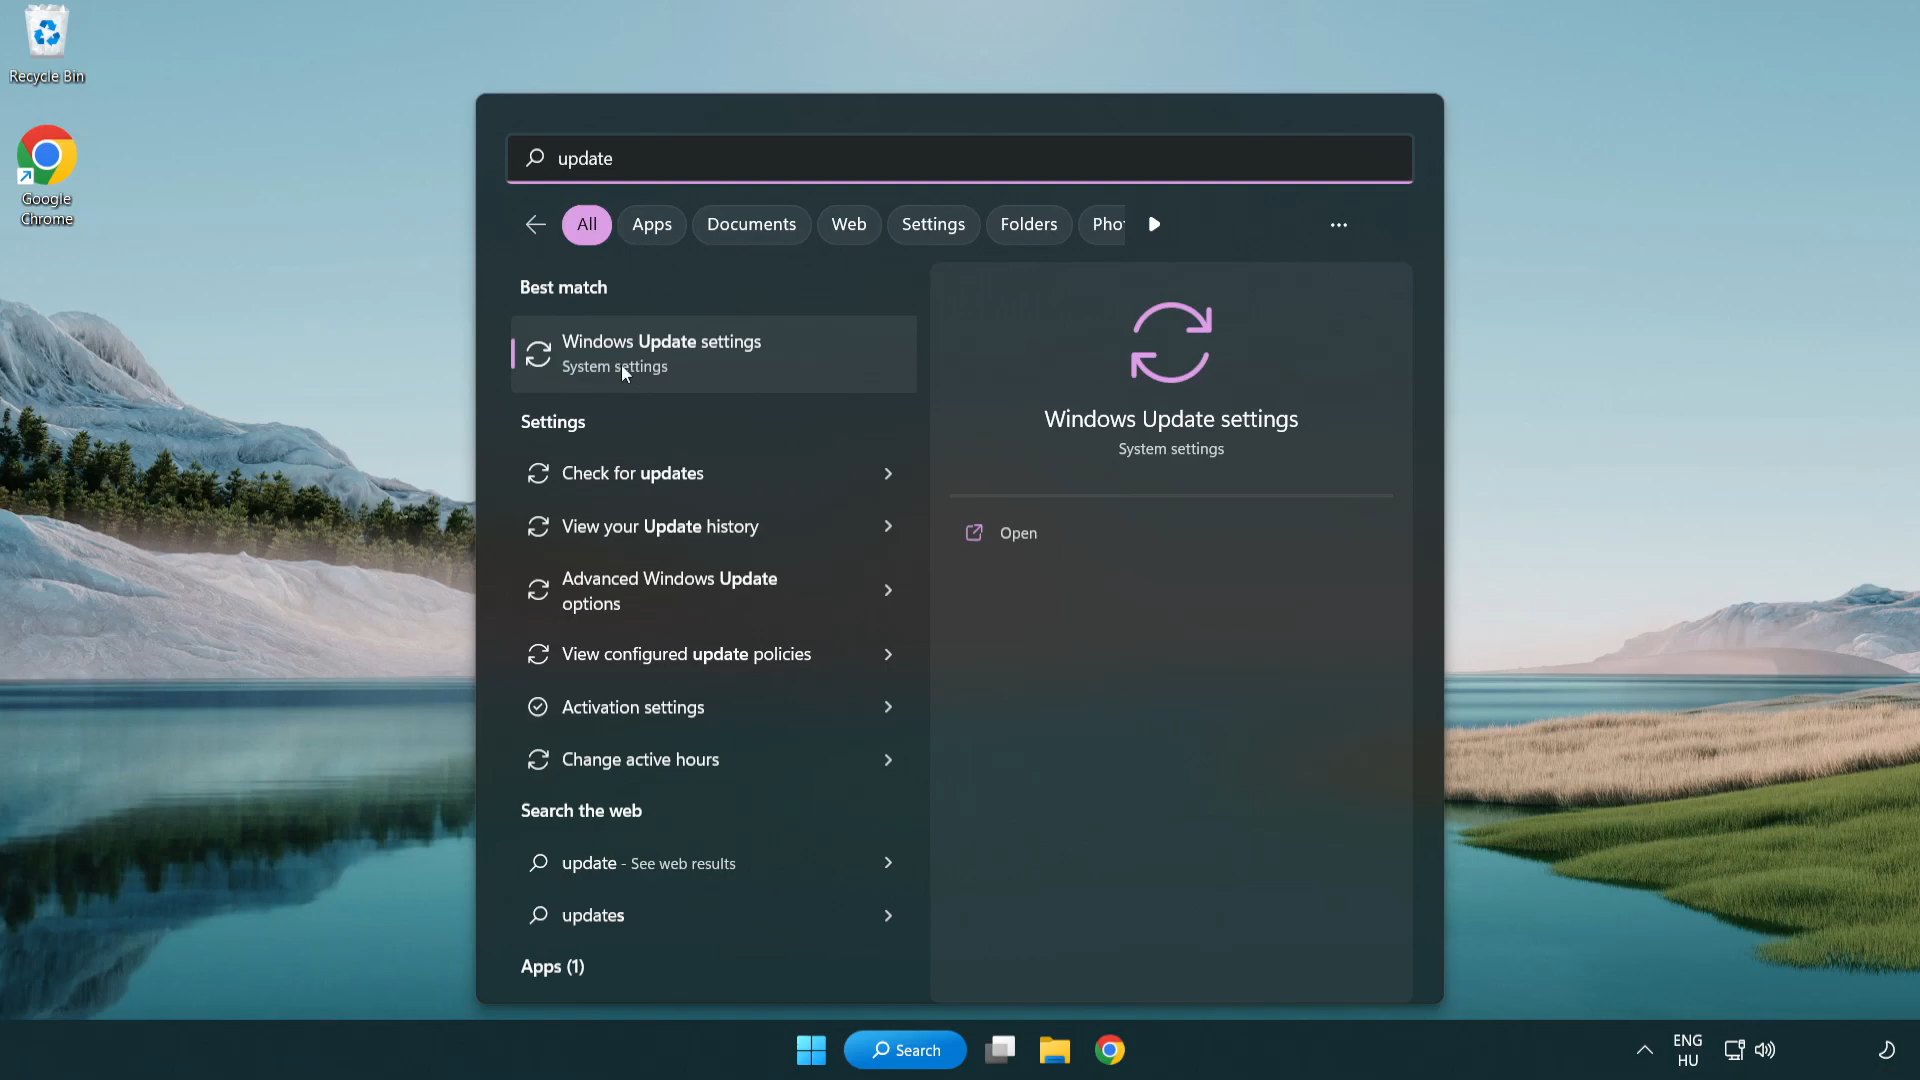 Recycle Bin
Google
Chrome
update
All
Apps
Documents
Web
Settings
Folders
Pho
Best match
Windows Update settings
System settings
Settings
Check for updates
View your Update history
Advanced Windows Update
options
View configured update policies
Activation settings
Change active hours
Search the web
update - See web results
updates
Apps (1)
Windows Update settings
System settings
Open
Search
ENG
HU